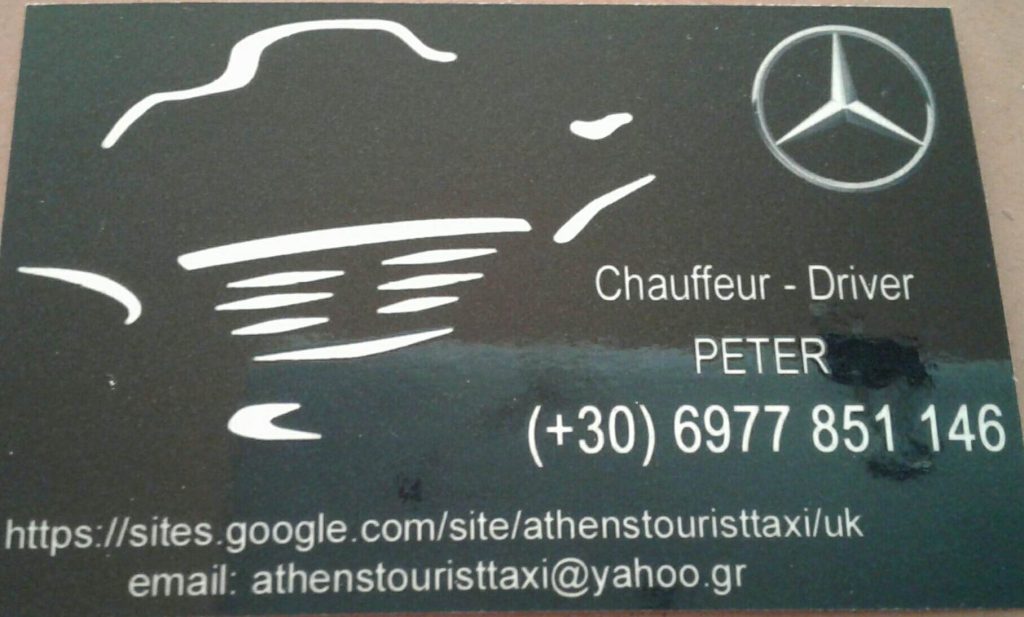 Chauffeur - Driver
PETER
(+30) 6977 851 146
https://sites.google.com/site/athenstouristtaxi/uk
email: athenstouristtaxi@yahoo.gr